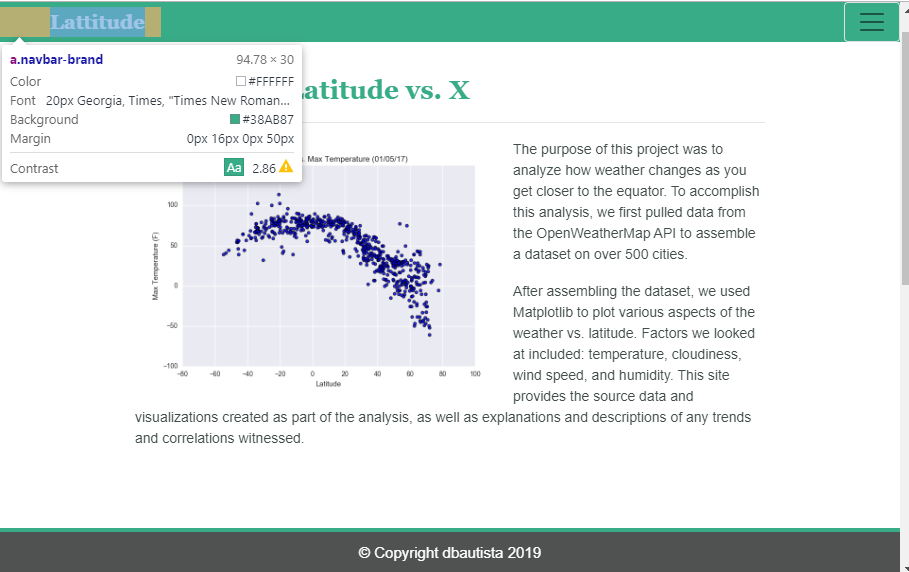 Lattitude
a.navbar-brand 94.78 × 30
Color #FFFFFF
Font 20px Georgia, Times, "Times New Roman...
Background #38AB87
Margin 0px 16px 0px 50px
Contrast Aa 2.86
atitude vs. X
. Max Temperature (01/05/17)
100
50
0
−50
−100
Max Temperature (F)
−80 −60 −40 −20 0 20 40 60 80 100
Latitude
The purpose of this project was to
analyze how weather changes as you
get closer to the equator. To accomplish
this analysis, we first pulled data from
the OpenWeatherMap API to assemble
a dataset on over 500 cities.
After assembling the dataset, we used
Matplotlib to plot various aspects of the
weather vs. latitude. Factors we looked
at included: temperature, cloudiness,
wind speed, and humidity. This site
provides the source data and
visualizations created as part of the analysis, as well as explanations and descriptions of any trends
and correlations witnessed.
© Copyright dbautista 2019